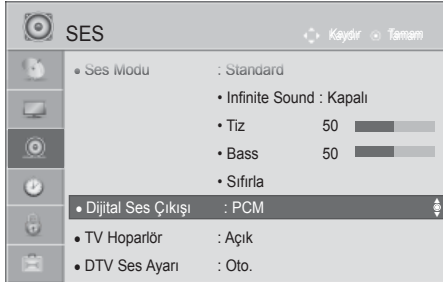 SES
Kaydır Tamam
• Ses Modu : Standard
• Infinite Sound : Kapalı
• Tiz 50
• Bass 50
• Sıfırla
• Dijital Ses Çıkışı : PCM
• TV Hoparlör : Açık
• DTV Ses Ayarı : Oto.